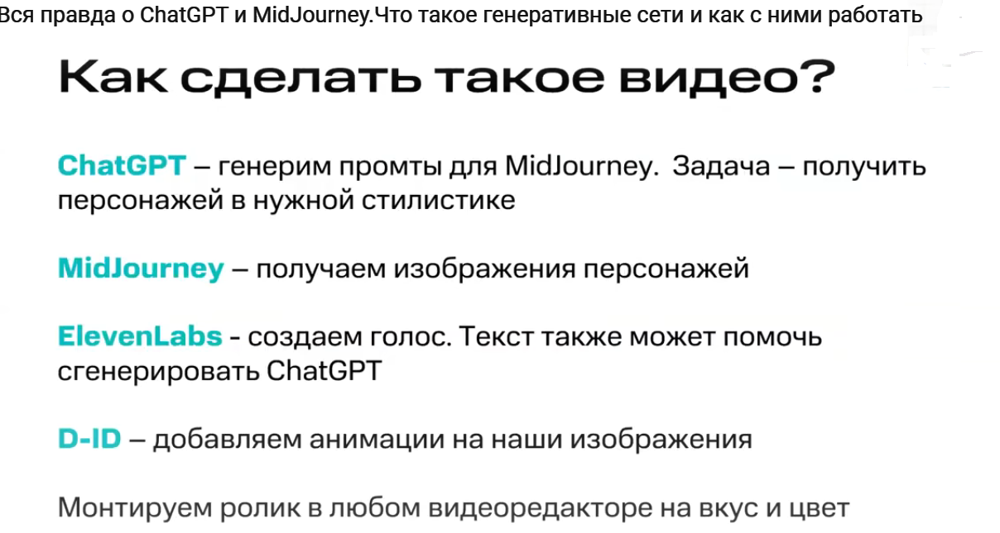 Вся правда о ChatGPT и MidJourney.Что такое генеративные сети и как с ними работать
Как сделать такое видео?
ChatGPT – генерим промты для MidJourney. Задача – получить
персонажей в нужной стилистике
MidJourney – получаем изображения персонажей
ElevenLabs - создаем голос. Текст также может помочь
сгенерировать ChatGPT
D-ID – добавляем анимации на наши изображения
Монтируем ролик в любом видеоредакторе на вкус и цвет